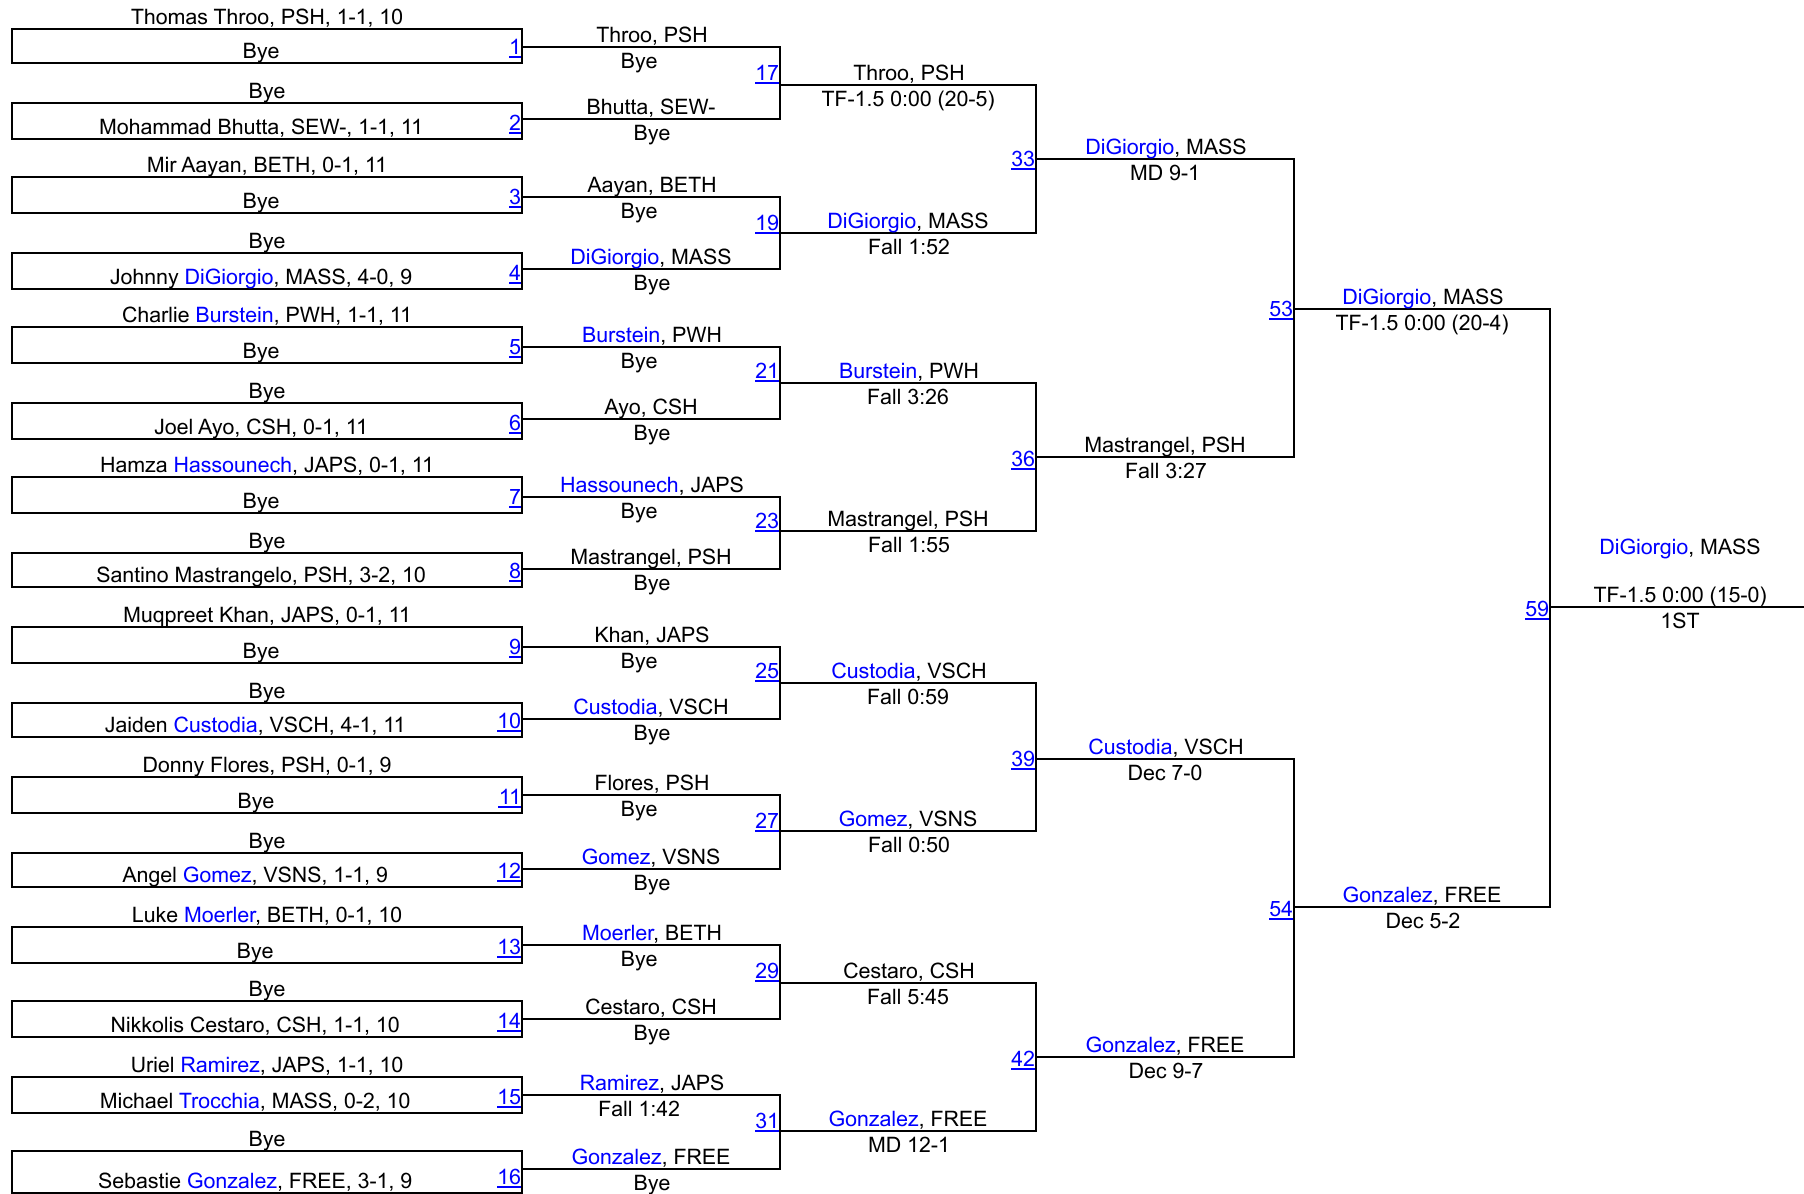 Thomas Throo, PSH, 1-1, 10
Bye
1
Bye
Mohammad Bhutta, SEW-, 1-1, 11
2
Mir Aayan, BETH, 0-1, 11
Bye
3
Bye
Johnny DiGiorgio, MASS, 4-0, 9
4
Charlie Burstein, PWH, 1-1, 11
Bye
5
Bye
Joel Ayo, CSH, 0-1, 11
6
Hamza Hassounech, JAPS, 0-1, 11
Bye
7
Bye
Santino Mastrangelo, PSH, 3-2, 10
8
Muqpreet Khan, JAPS, 0-1, 11
Bye
9
Bye
Jaiden Custodia, VSCH, 4-1, 11
10
Donny Flores, PSH, 0-1, 9
Bye
11
Bye
Angel Gomez, VSNS, 1-1, 9
12
Luke Moerler, BETH, 0-1, 10
Bye
13
Bye
Nikkolis Cestaro, CSH, 1-1, 10
14
Uriel Ramirez, JAPS, 1-1, 10
Michael Trocchia, MASS, 0-2, 10
15
Bye
Sebastie Gonzalez, FREE, 3-1, 9
16
Throo, PSH
Bye
17
Bhutta, SEW-
Bye
Aayan, BETH
Bye
19
DiGiorgio, MASS
Bye
Burstein, PWH
Bye
21
Ayo, CSH
Bye
Hassounech, JAPS
Bye
23
Mastrangel, PSH
Bye
Khan, JAPS
Bye
25
Custodia, VSCH
Bye
Flores, PSH
Bye
27
Gomez, VSNS
Bye
Moerler, BETH
Bye
29
Cestaro, CSH
Bye
Ramirez, JAPS
Fall 1:42
31
Gonzalez, FREE
Bye
Throo, PSH
TF-1.5 0:00 (20-5)
33
DiGiorgio, MASS
Fall 1:52
Burstein, PWH
Fall 3:26
36
Mastrangel, PSH
Fall 1:55
Custodia, VSCH
Fall 0:59
39
Gomez, VSNS
Fall 0:50
Cestaro, CSH
Fall 5:45
42
Gonzalez, FREE
MD 12-1
DiGiorgio, MASS
MD 9-1
53
Mastrangel, PSH
Fall 3:27
Custodia, VSCH
Dec 7-0
54
Gonzalez, FREE
Dec 9-7
DiGiorgio, MASS
TF-1.5 0:00 (20-4)
59
Gonzalez, FREE
Dec 5-2
DiGiorgio, MASS
TF-1.5 0:00 (15-0)
1ST